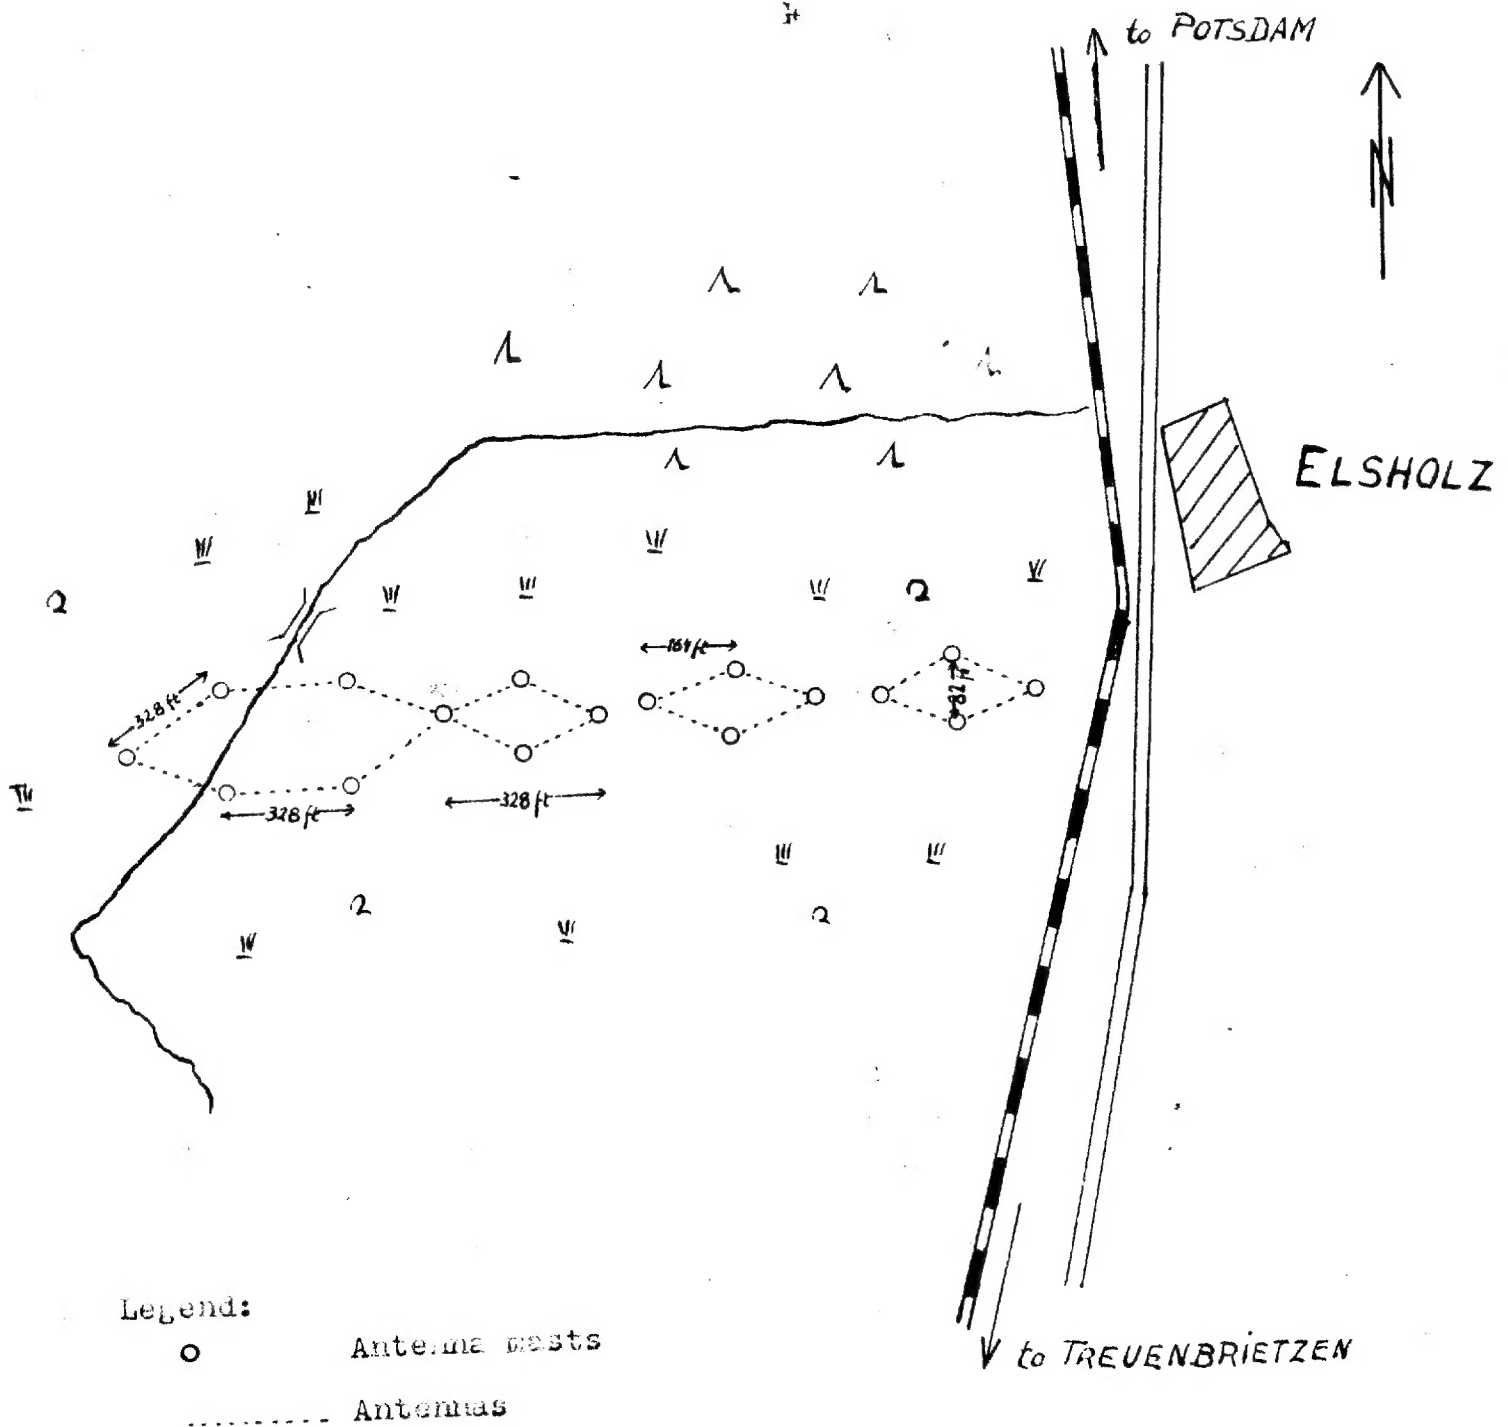 to POTSDAM
N
ELSHOLZ
164 ft
328 ft
82 ft
328 ft
328 ft
Legend:
Antenna masts
Antennas
to TREUENBRIETZEN